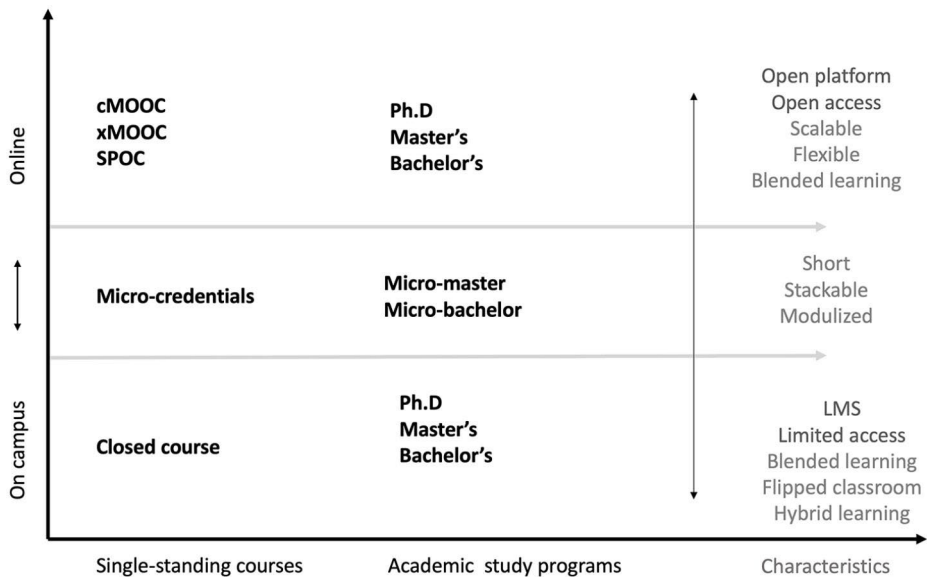 Online
cMOOC
xMOOC
SPOC
Ph.D
Master's
Bachelor's
Open platform
Open access
Scalable
Flexible
Blended learning
Micro-credentials
Micro-master
Micro-bachelor
Short
Stackable
Modulized
On campus
Closed course
Ph.D
Master's
Bachelor's
LMS
Limited access
Blended learning
Flipped classroom
Hybrid learning
Single-standing courses
Academic study programs
Characteristics